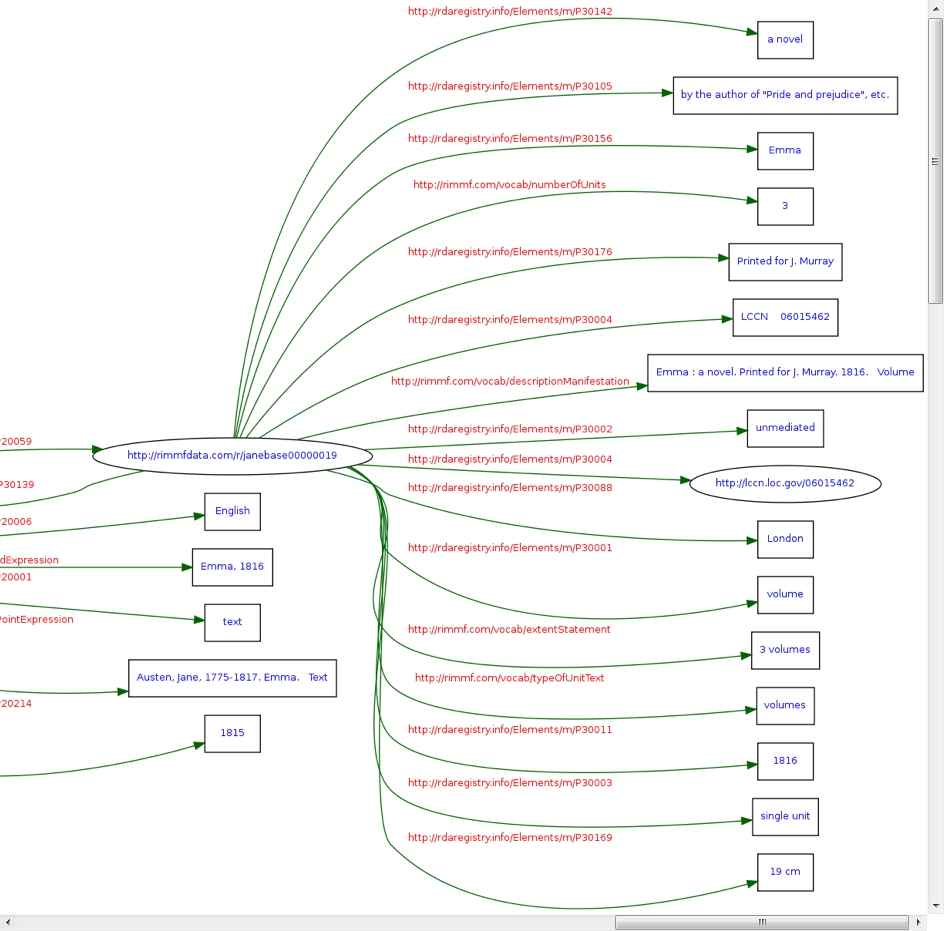 http://rdaregistry.info/Elements/m/P30142
a novel
http://rdaregistry.info/Elements/m/P30105
by the author of "Pride and prejudice", etc.
http://rdaregistry.info/Elements/m/P30156
Emma
http://rimmf.com/vocab/numberOfUnits
3
http://rdaregistry.info/Elements/m/P30176
Printed for J. Murray
http://rdaregistry.info/Elements/m/P30004
LCCN 06015462
http://rimmf.com/vocab/descriptionManifestation
Emma : a novel. Printed for J. Murray. 1816. Volume
http://rdaregistry.info/Elements/m/P30002
unmediated
20059
http://rimmfdata.com/r/janebase00000019
http://rdaregistry.info/Elements/m/P30004
http://lccn.loc.gov/06015462
P30139
http://rdaregistry.info/Elements/m/P30088
London
20006
English
http://rdaregistry.info/Elements/m/P30001
volume
dExpression
Emma, 1816
20001
text
PointExpression
http://rimmf.com/vocab/extentStatement
3 volumes
Austen, Jane, 1775-1817. Emma. Text
http://rimmf.com/vocab/typeOfUnitText
volumes
20214
1815
http://rdaregistry.info/Elements/m/P30011
1816
http://rdaregistry.info/Elements/m/P30003
single unit
http://rdaregistry.info/Elements/m/P30169
19 cm